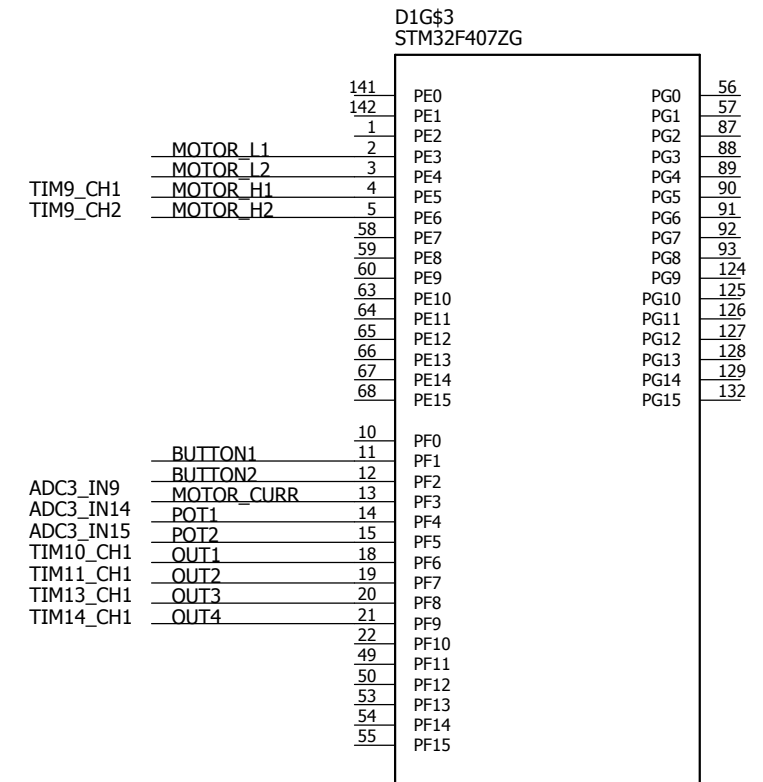 D1G$3
STM32F407ZG
141 PE0 PG0 56
142 PE1 PG1 57
1 PE2 PG2 87
MOTOR_L1 2 PE3 PG3 88
MOTOR_L2 3 PE4 PG4 89
TIM9_CH1 MOTOR_H1 4 PE5 PG5 90
TIM9_CH2 MOTOR_H2 5 PE6 PG6 91
58 PE7 PG7 92
59 PE8 PG8 93
60 PE9 PG9 124
63 PE10 PG10 125
64 PE11 PG11 126
65 PE12 PG12 127
66 PE13 PG13 128
67 PE14 PG14 129
68 PE15 PG15 132
10 PF0
BUTTON1 11 PF1
BUTTON2 12 PF2
ADC3_IN9 MOTOR_CURR 13 PF3
ADC3_IN14 POT1 14 PF4
ADC3_IN15 POT2 15 PF5
TIM10_CH1 OUT1 18 PF6
TIM11_CH1 OUT2 19 PF7
TIM13_CH1 OUT3 20 PF8
TIM14_CH1 OUT4 21 PF9
22 PF10
49 PF11
50 PF12
53 PF13
54 PF14
55 PF15